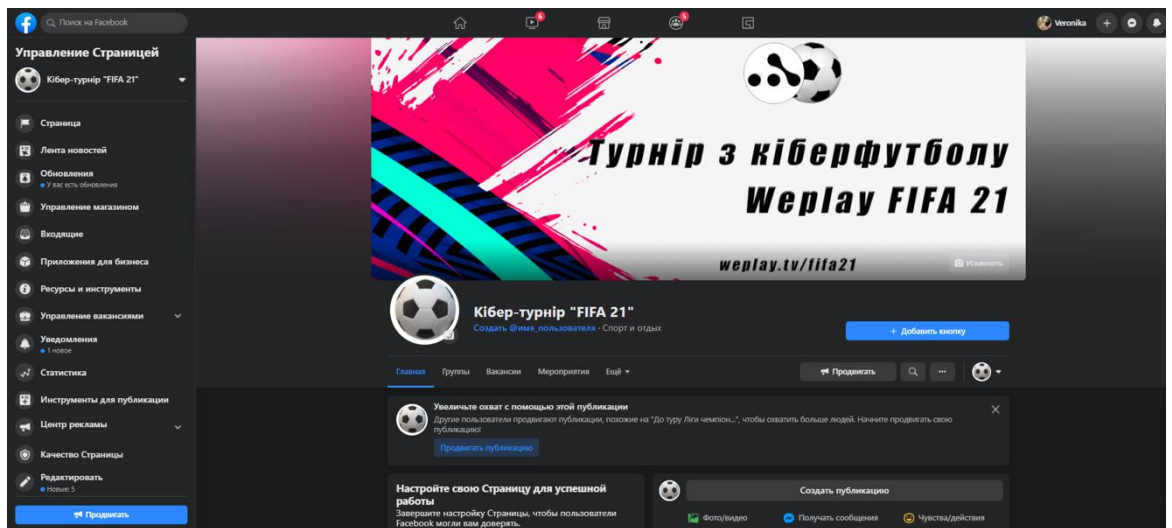 Поиск на Facebook
6
5
Veronika
Управление Страницей
Кібер-турнір "FIFA 21"
Страница
Лента новостей
Обновления
У вас есть обновления
Управление магазином
Входящие
Приложения для бизнеса
Ресурсы и инструменты
Управление вакансиями
Уведомления
1 новое
Статистика
Инструменты для публикации
Центр рекламы
Качество Страницы
Редактировать
Новые: 5
Продвигать
Турнір з кіберфутболу
Weplay FIFA 21
weplay.tv/fifa21
Изменить
Кібер-турнір "FIFA 21"
Создать @имя_пользователя · Спорт и отдых
+ Добавить кнопку
Главная Группы Вакансии Мероприятия Ещё
Продвигать
Увеличьте охват с помощью этой публикации
Другие пользователи продвигают публикации, похожие на "До туру Ліги чемпіон...", чтобы охватить больше людей. Начните продвигать свою
публикацию!
Продвигать публикацию
Настройте свою Страницу для успешной
работы
Завершите настройку Страницы, чтобы пользователи
Facebook могли вам доверять.
Создать публикацию
Фото/видео Получать сообщения Чувства/действия